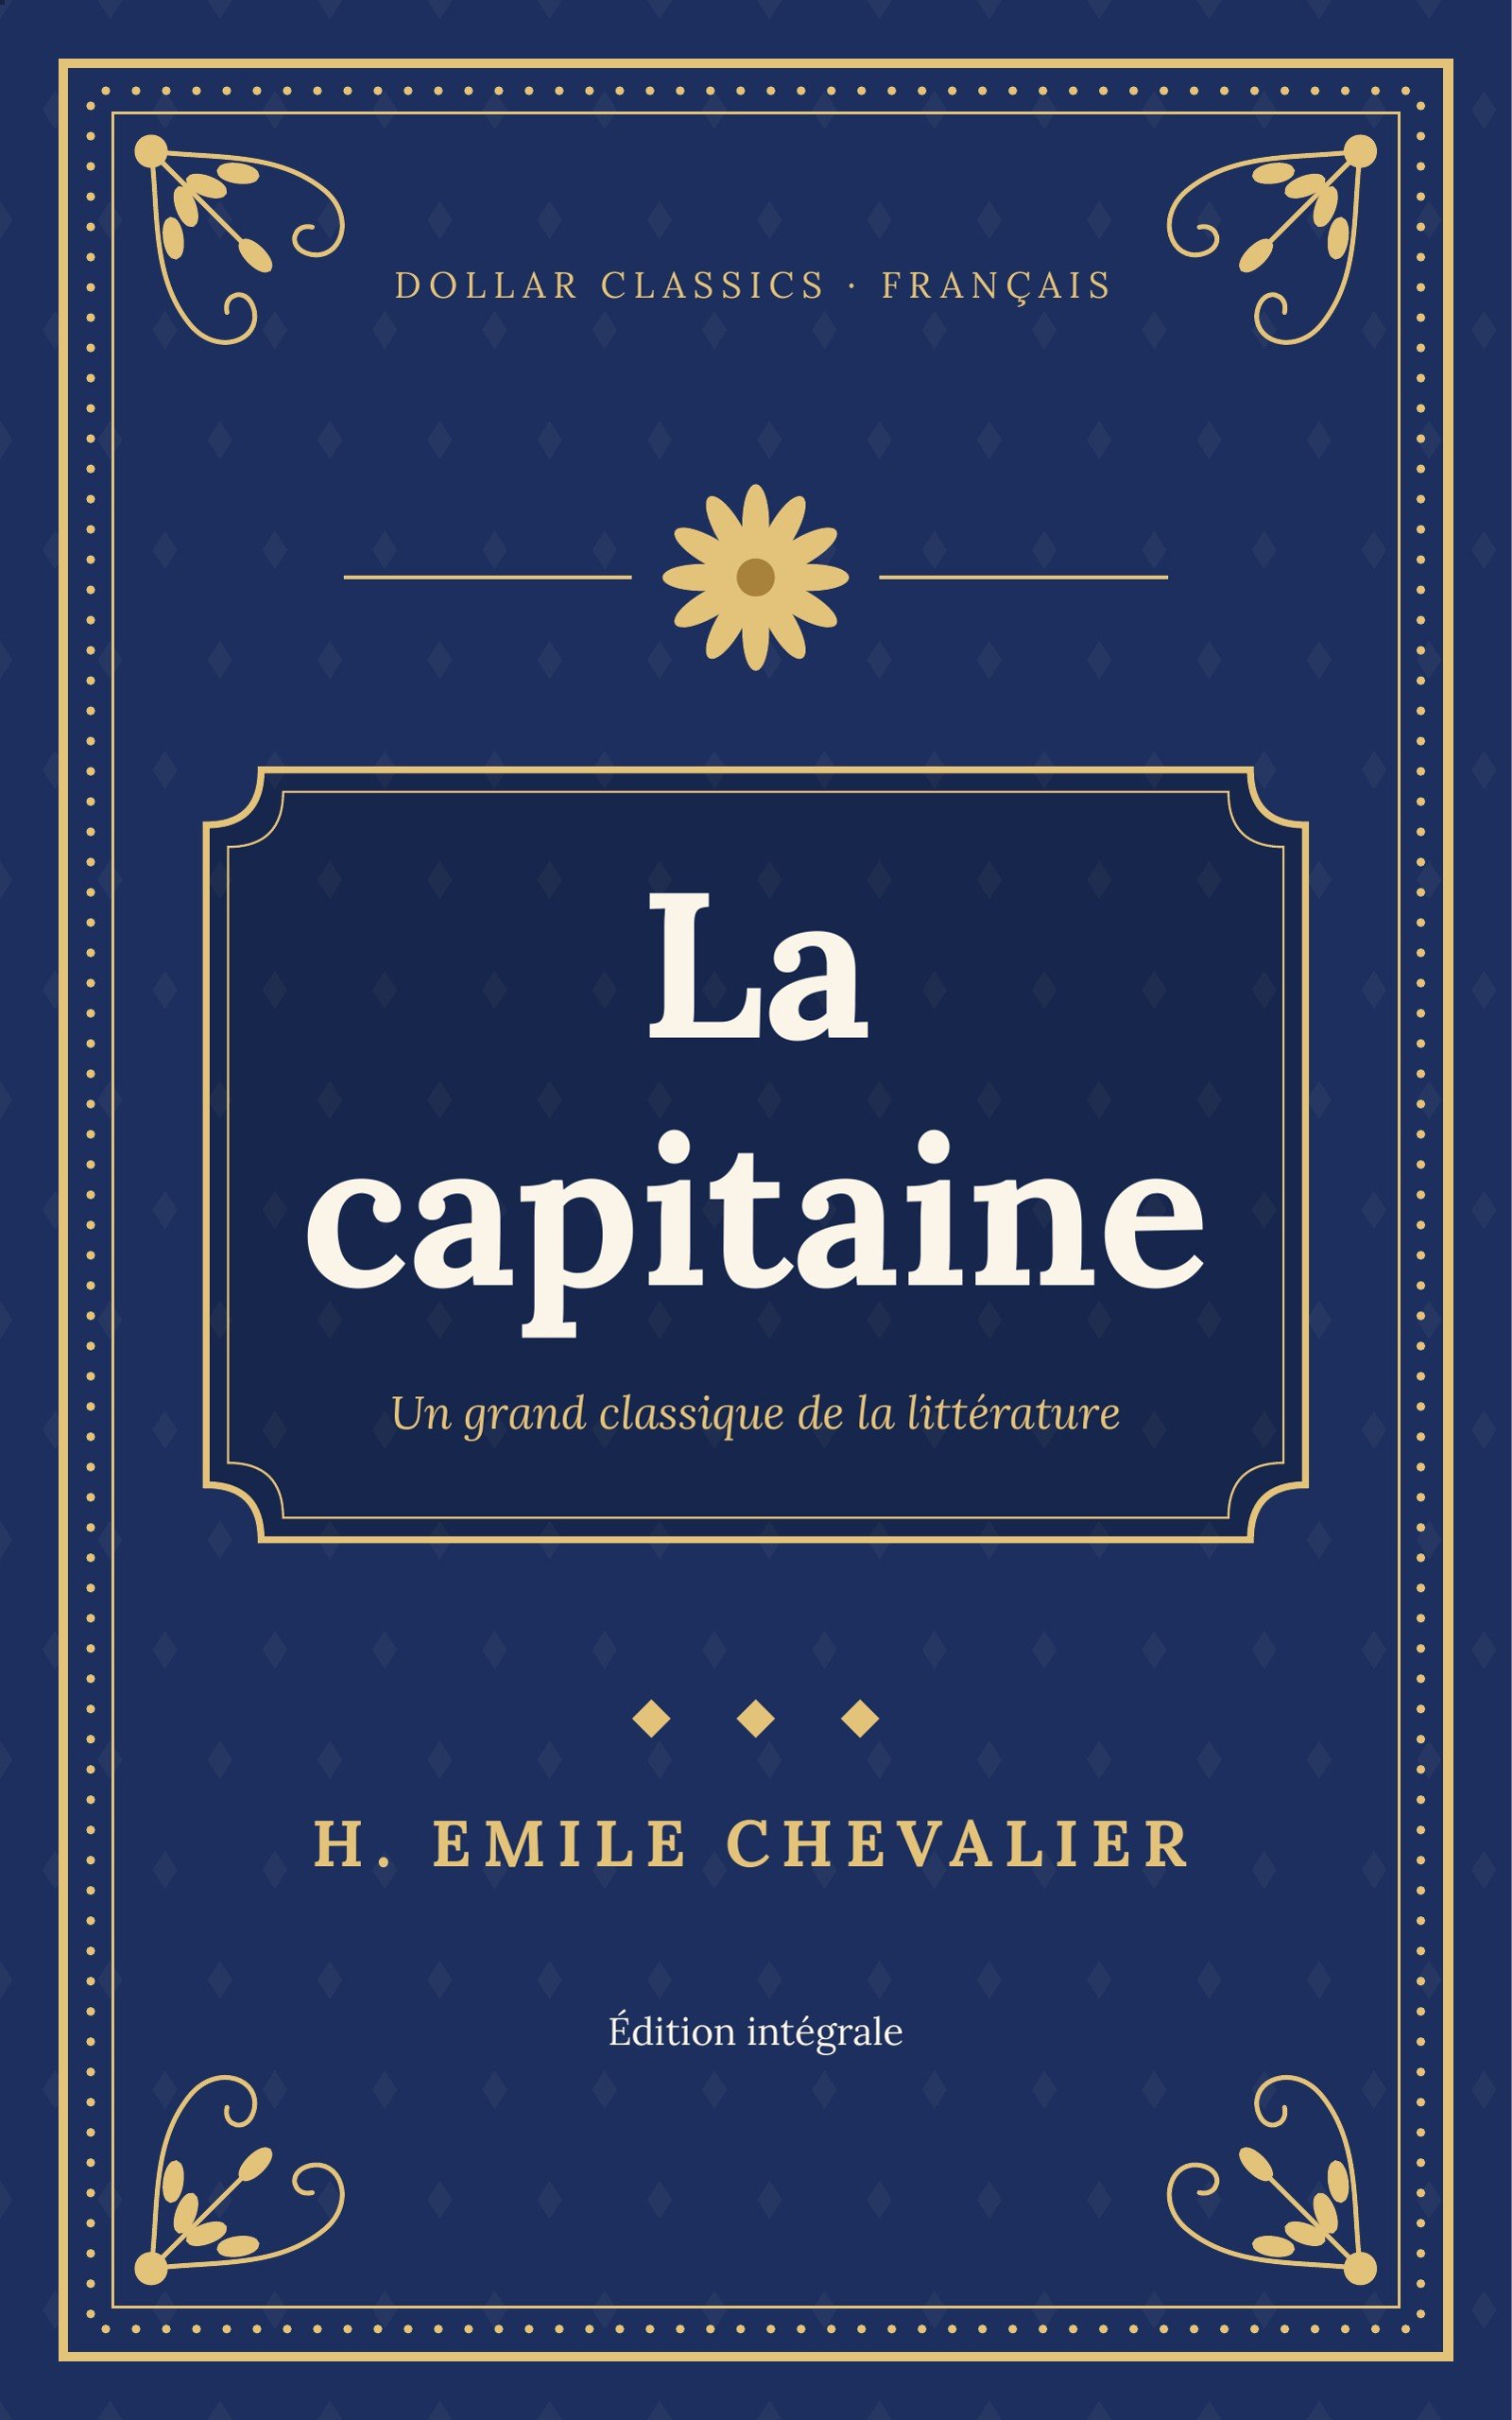 DOLLAR CLASSICS · FRANÇAIS
La
capitaine
Un grand classique de la littérature
H. EMILE CHEVALIER
Édition intégrale